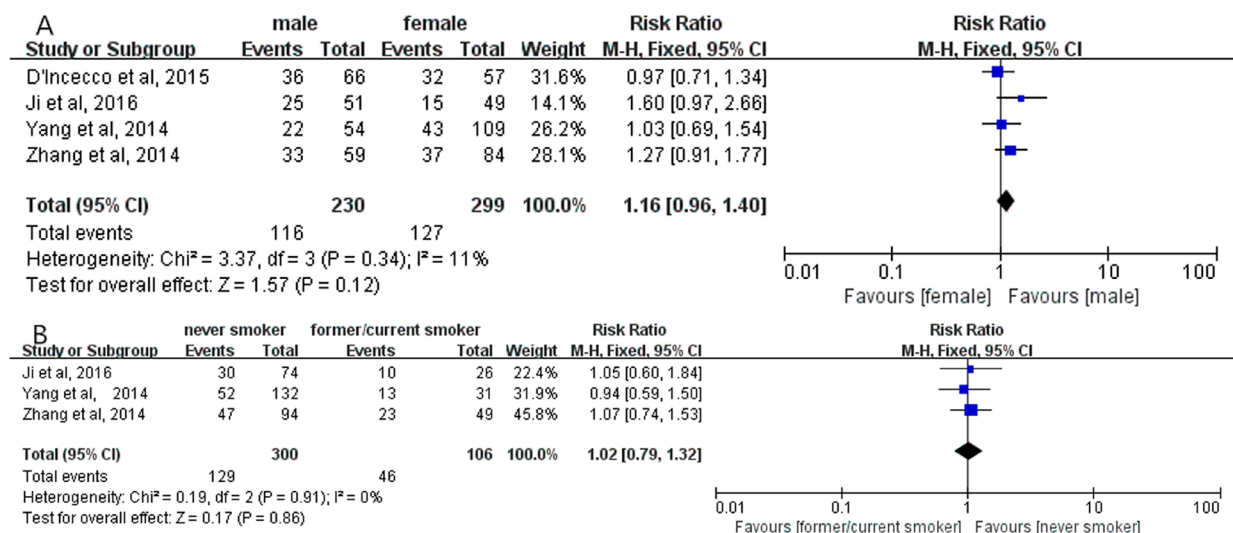 A
male female Risk Ratio Risk Ratio
Study or Subgroup Events Total Events Total Weight M-H, Fixed, 95% CI M-H, Fixed, 95% CI
D'Incecco et al, 2015 36 66 32 57 31.6% 0.97 [0.71, 1.34]
Ji et al, 2016 25 51 15 49 14.1% 1.60 [0.97, 2.66]
Yang et al, 2014 22 54 43 109 26.2% 1.03 [0.69, 1.54]
Zhang et al, 2014 33 59 37 84 28.1% 1.27 [0.91, 1.77]
Total (95% CI) 230 299 100.0% 1.16 [0.96, 1.40]
Total events 116 127
Heterogeneity: Chi² = 3.37, df = 3 (P = 0.34); I² = 11%
Test for overall effect: Z = 1.57 (P = 0.12)
0.01 0.1 1 10 100
Favours [female] Favours [male]
B
never smoker former/current smoker Risk Ratio Risk Ratio
Study or Subgroup Events Total Events Total Weight M-H, Fixed, 95% CI M-H, Fixed, 95% CI
Ji et al, 2016 30 74 10 26 22.4% 1.05 [0.60, 1.84]
Yang et al, 2014 52 132 13 31 31.9% 0.94 [0.59, 1.50]
Zhang et al, 2014 47 94 23 49 45.8% 1.07 [0.74, 1.53]
Total (95% CI) 300 106 100.0% 1.02 [0.79, 1.32]
Total events 129 46
Heterogeneity: Chi² = 0.19, df = 2 (P = 0.91); I² = 0%
Test for overall effect: Z = 0.17 (P = 0.86)
0.01 0.1 1 10 100
Favours [former/current smoker] Favours [never smoker]